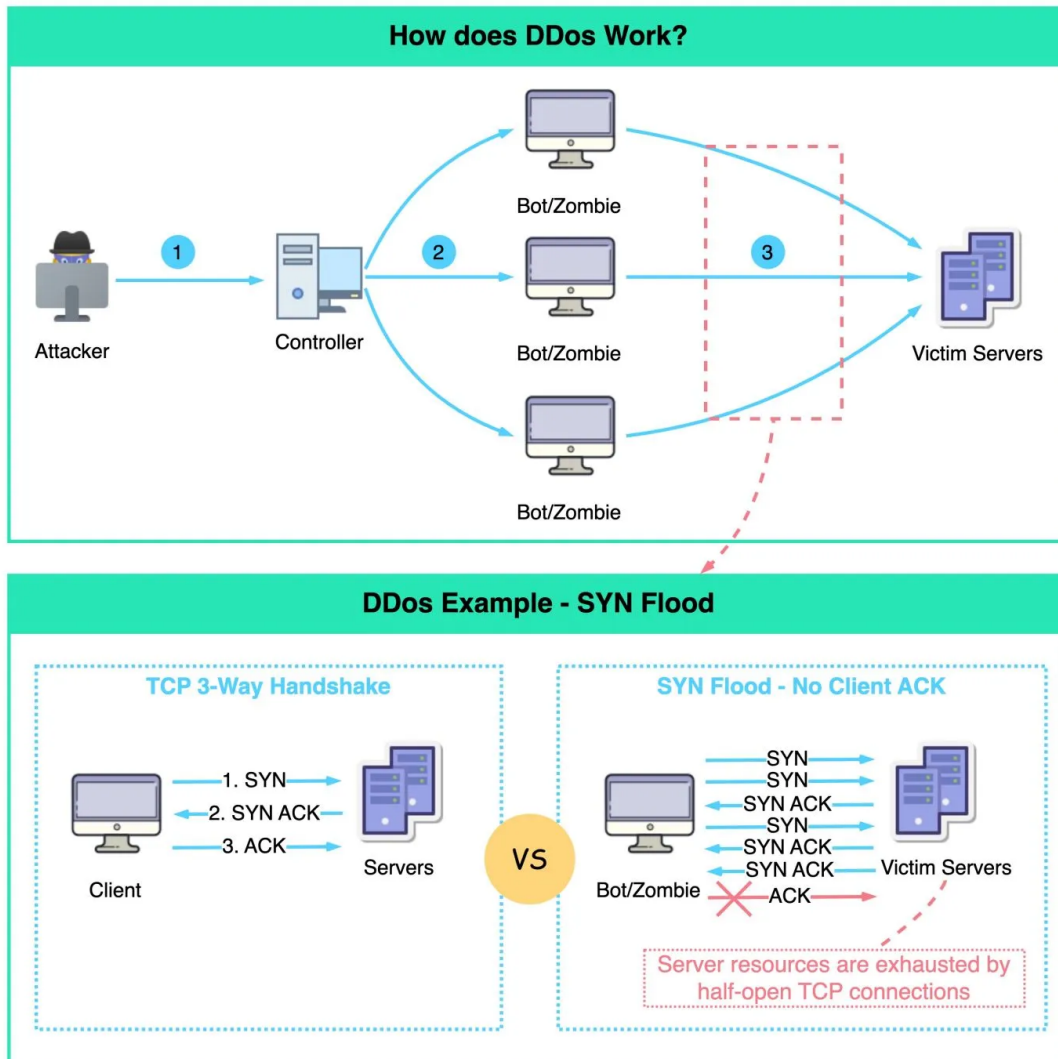 How does DDos Work?
Bot/Zombie
1
2
3
Attacker
Controller
Bot/Zombie
Victim Servers
Bot/Zombie
DDos Example - SYN Flood
TCP 3-Way Handshake
1. SYN
2. SYN ACK
3. ACK
Client
Servers
VS
SYN Flood - No Client ACK
SYN
SYN
SYN ACK
SYN
SYN ACK
SYN ACK
ACK
Bot/Zombie
Victim Servers
Server resources are exhausted by
half-open TCP connections